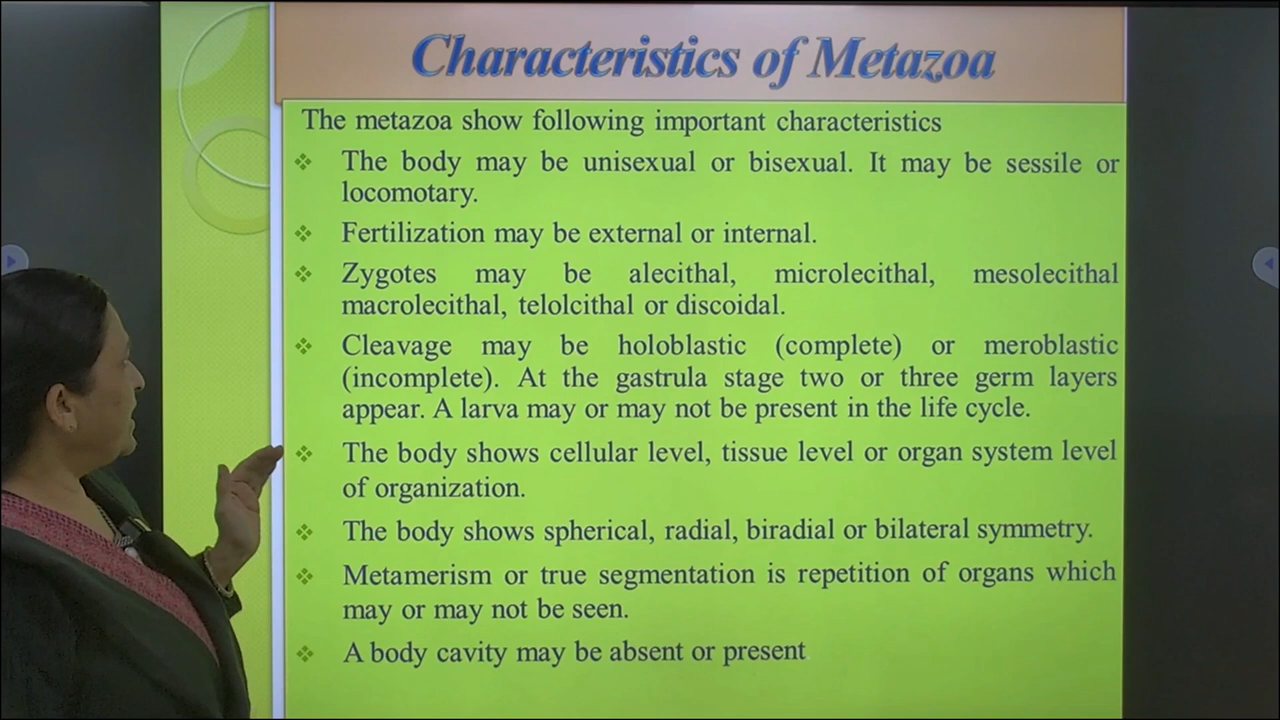 Characteristics of Metazoa
The metazoa show following important characteristics
The body may be unisexual or bisexual. It may be sessile or
locomotary.
Fertilization may be external or internal.
Zygotes may be alecithal, microlecithal, mesolecithal
macrolecithal, telolcithal or discoidal.
Cleavage may be holoblastic (complete) or meroblastic
(incomplete). At the gastrula stage two or three germ layers
appear. A larva may or may not be present in the life cycle.
The body shows cellular level, tissue level or organ system level
of organization.
The body shows spherical, radial, biradial or bilateral symmetry.
Metamerism or true segmentation is repetition of organs which
may or may not be seen.
A body cavity may be absent or present